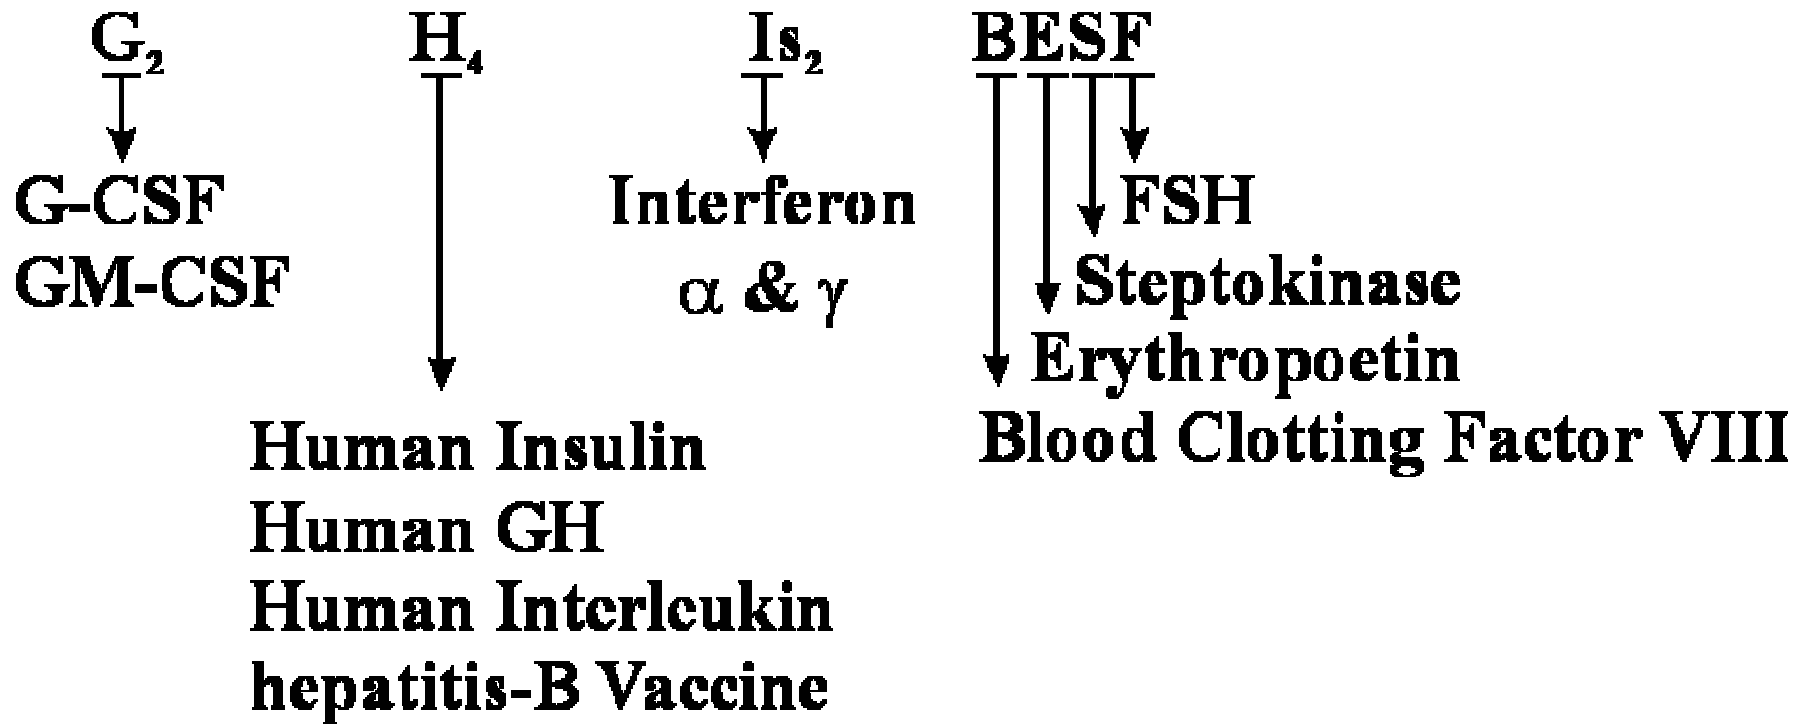 G₂ H₄ Is₂ BESF
G-CSF
GM-CSF
Interferon
α & γ
FSH
Steptokinase
Erythropoetin
Blood Clotting Factor VIII
Human Insulin
Human GH
Human Interleukin
hepatitis-B Vaccine